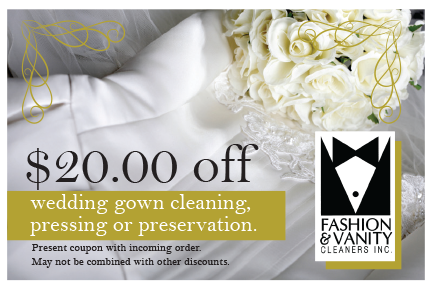 $20.00 off
wedding gown cleaning,
pressing or preservation.
Present coupon with incoming order.
May not be combined with other discounts.
FASHION
& VANITY
CLEANERS INC.